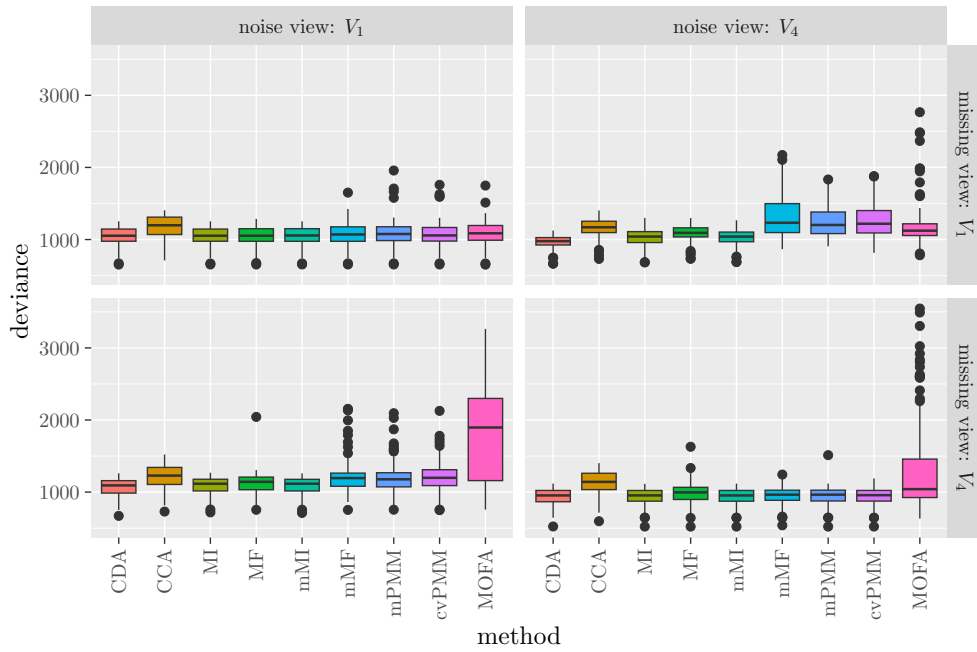 noise view: V₁
noise view: V₄
3000
2000
1000
missing view: V₁
deviance
3000
2000
1000
missing view: V₄
CDA
CCA
MI
MF
mMI
mMF
mPMM
cvPMM
MOFA
CDA
CCA
MI
MF
mMI
mMF
mPMM
cvPMM
MOFA
method